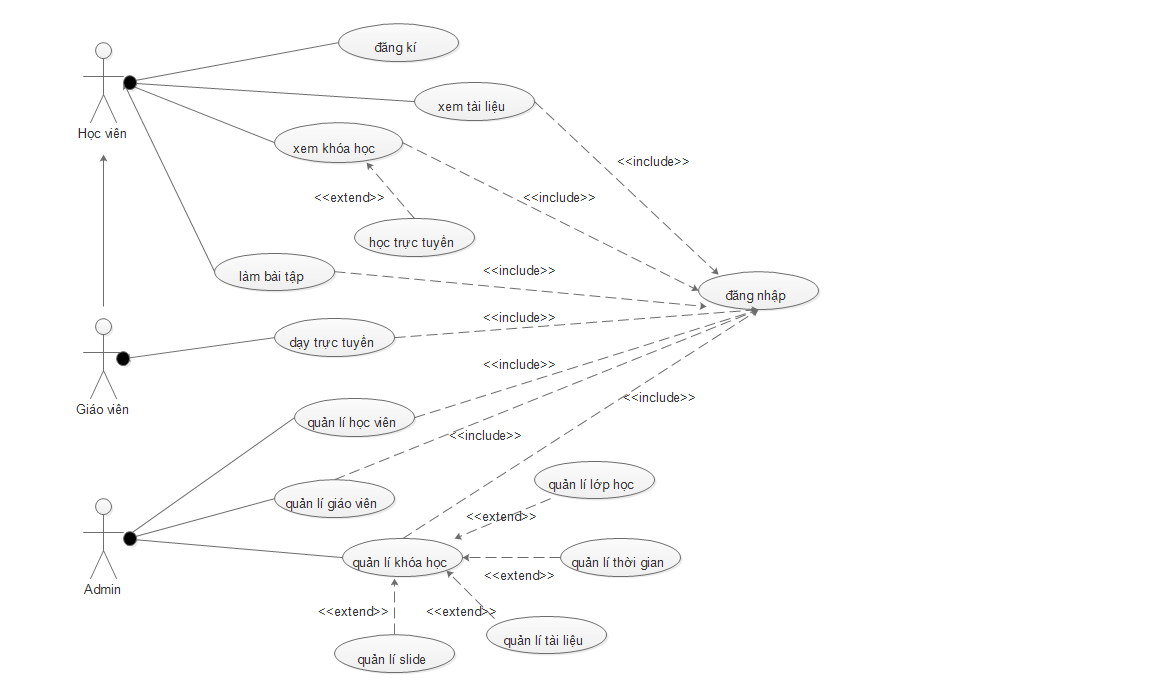 đăng kí
xem tài liệu
Học viên
xem khóa học
<<include>>
<<extend>>
<<include>>
học trực tuyến
làm bài tập
<<include>>
đăng nhập
<<include>>
dạy trực tuyến
<<include>>
Giáo viên
<<include>>
quản lí học viên
<<include>>
quản lí lớp học
quản lí giáo viên
<<extend>>
quản lí khóa học
quản lí thời gian
<<extend>>
Admin
<<extend>>
<<extend>>
quản lí tài liệu
quản lí slide